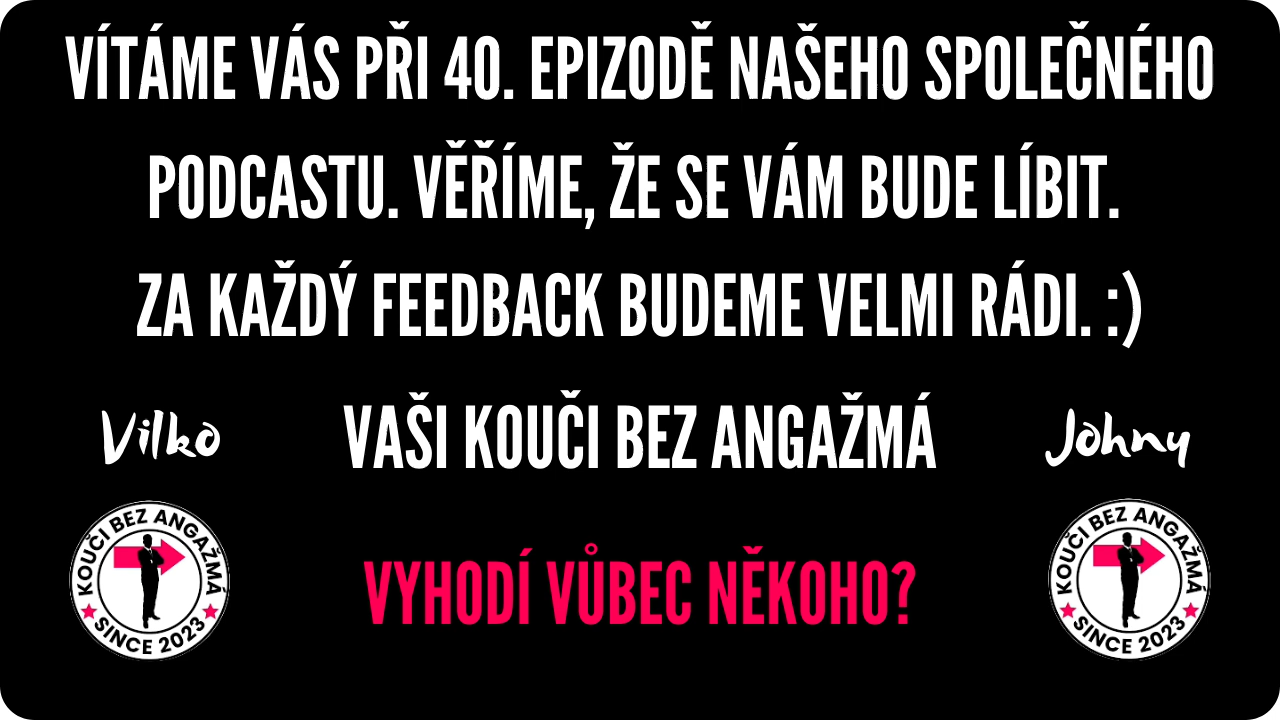 VÍTÁME VÁS PŘI 40. EPIZODĚ NAŠEHO SPOLEČNÉHO
PODCASTU. VĚŘÍME, ŽE SE VÁM BUDE LÍBIT.
ZA KAŽDÝ FEEDBACK BUDEME VELMI RÁDI. :)
Vilko
VAŠI KOUČI BEZ ANGAŽMÁ
Johny
KOUČI BEZ ANGAŽMÁ
SINCE 2023
VYHODÍ VŮBEC NĚKOHO?
KOUČI BEZ ANGAŽMÁ
SINCE 2023